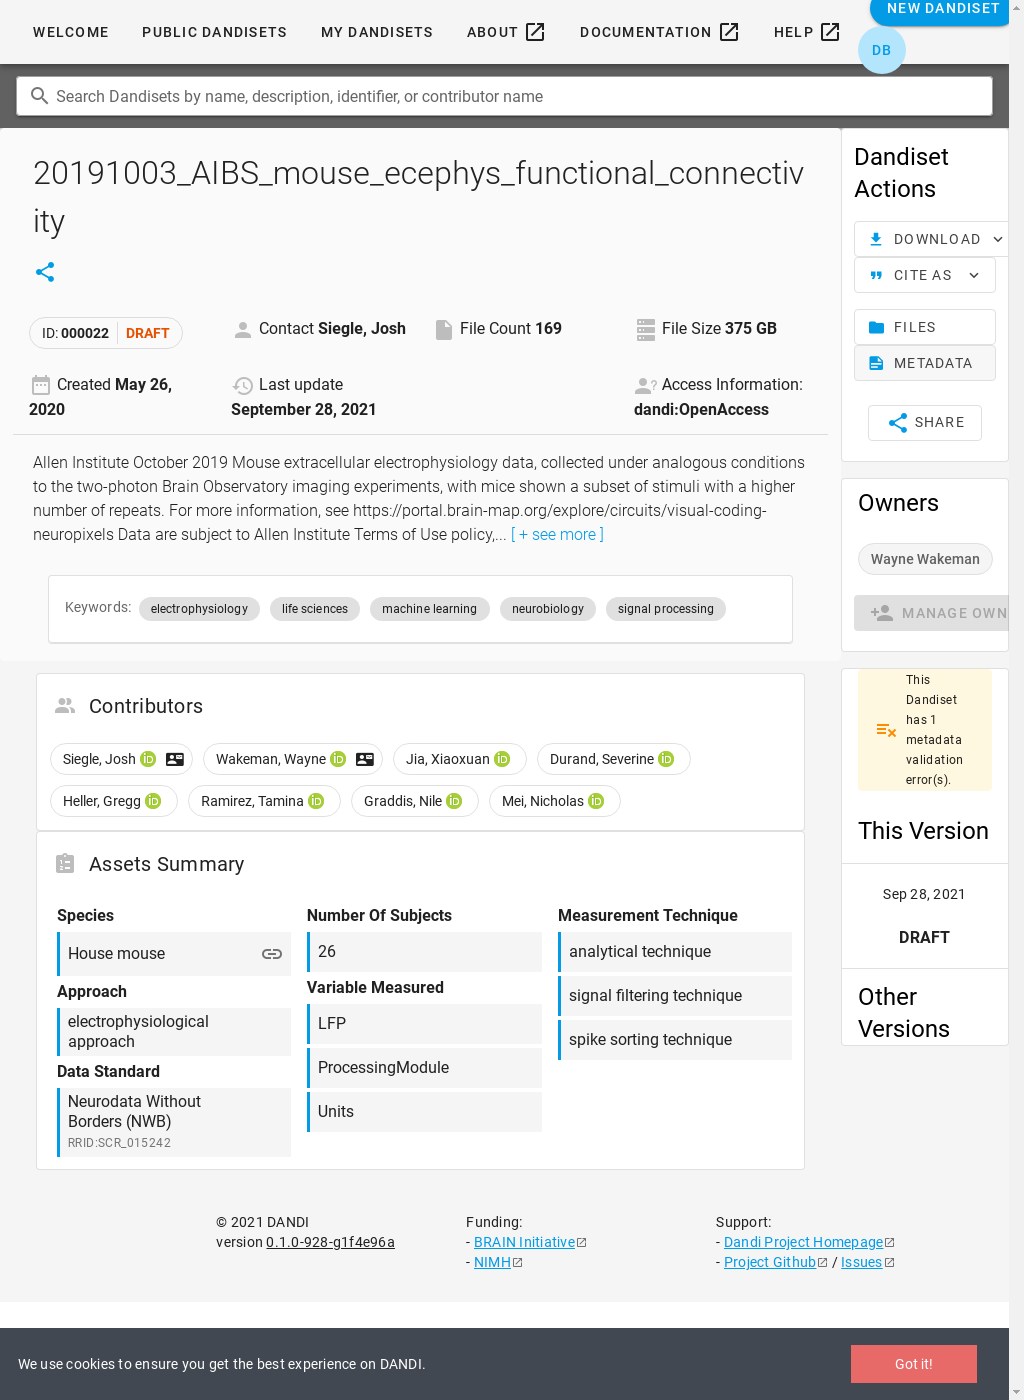 WELCOME PUBLIC DANDISETS MY DANDISETS ABOUT DOCUMENTATION HELP NEW DANDISET
DB
Search Dandisets by name, description, identifier, or contributor name
20191003_AIBS_mouse_ecephys_functional_connectiv
ity
ID: 000022 DRAFT
Contact Siegle, Josh
File Count 169
File Size 375 GB
Created May 26,
2020
Last update
September 28, 2021
Access Information:
dandi:OpenAccess
Allen Institute October 2019 Mouse extracellular electrophysiology data, collected under analogous conditions
to the two-photon Brain Observatory imaging experiments, with mice shown a subset of stimuli with a higher
number of repeats. For more information, see https://portal.brain-map.org/explore/circuits/visual-coding-
neuropixels Data are subject to Allen Institute Terms of Use policy,... [ + see more ]
Keywords: electrophysiology life sciences machine learning neurobiology signal processing
Contributors
Siegle, Josh iD Wakeman, Wayne iD Jia, Xiaoxuan iD Durand, Severine iD
Heller, Gregg iD Ramirez, Tamina iD Graddis, Nile iD Mei, Nicholas iD
Assets Summary
Species
House mouse
Approach
electrophysiological
approach
Data Standard
Neurodata Without
Borders (NWB)
RRID:SCR_015242
Number Of Subjects
26
Variable Measured
LFP
ProcessingModule
Units
Measurement Technique
analytical technique
signal filtering technique
spike sorting technique
Dandiset
Actions
DOWNLOAD
CITE AS
FILES
METADATA
SHARE
Owners
Wayne Wakeman
MANAGE OWN
This
Dandiset
has 1
metadata
validation
error(s).
This Version
Sep 28, 2021
DRAFT
Other
Versions
© 2021 DANDI
version 0.1.0-928-g1f4e96a
Funding:
- BRAIN Initiative
- NIMH
Support:
- Dandi Project Homepage
- Project Github / Issues
We use cookies to ensure you get the best experience on DANDI.
Got it!